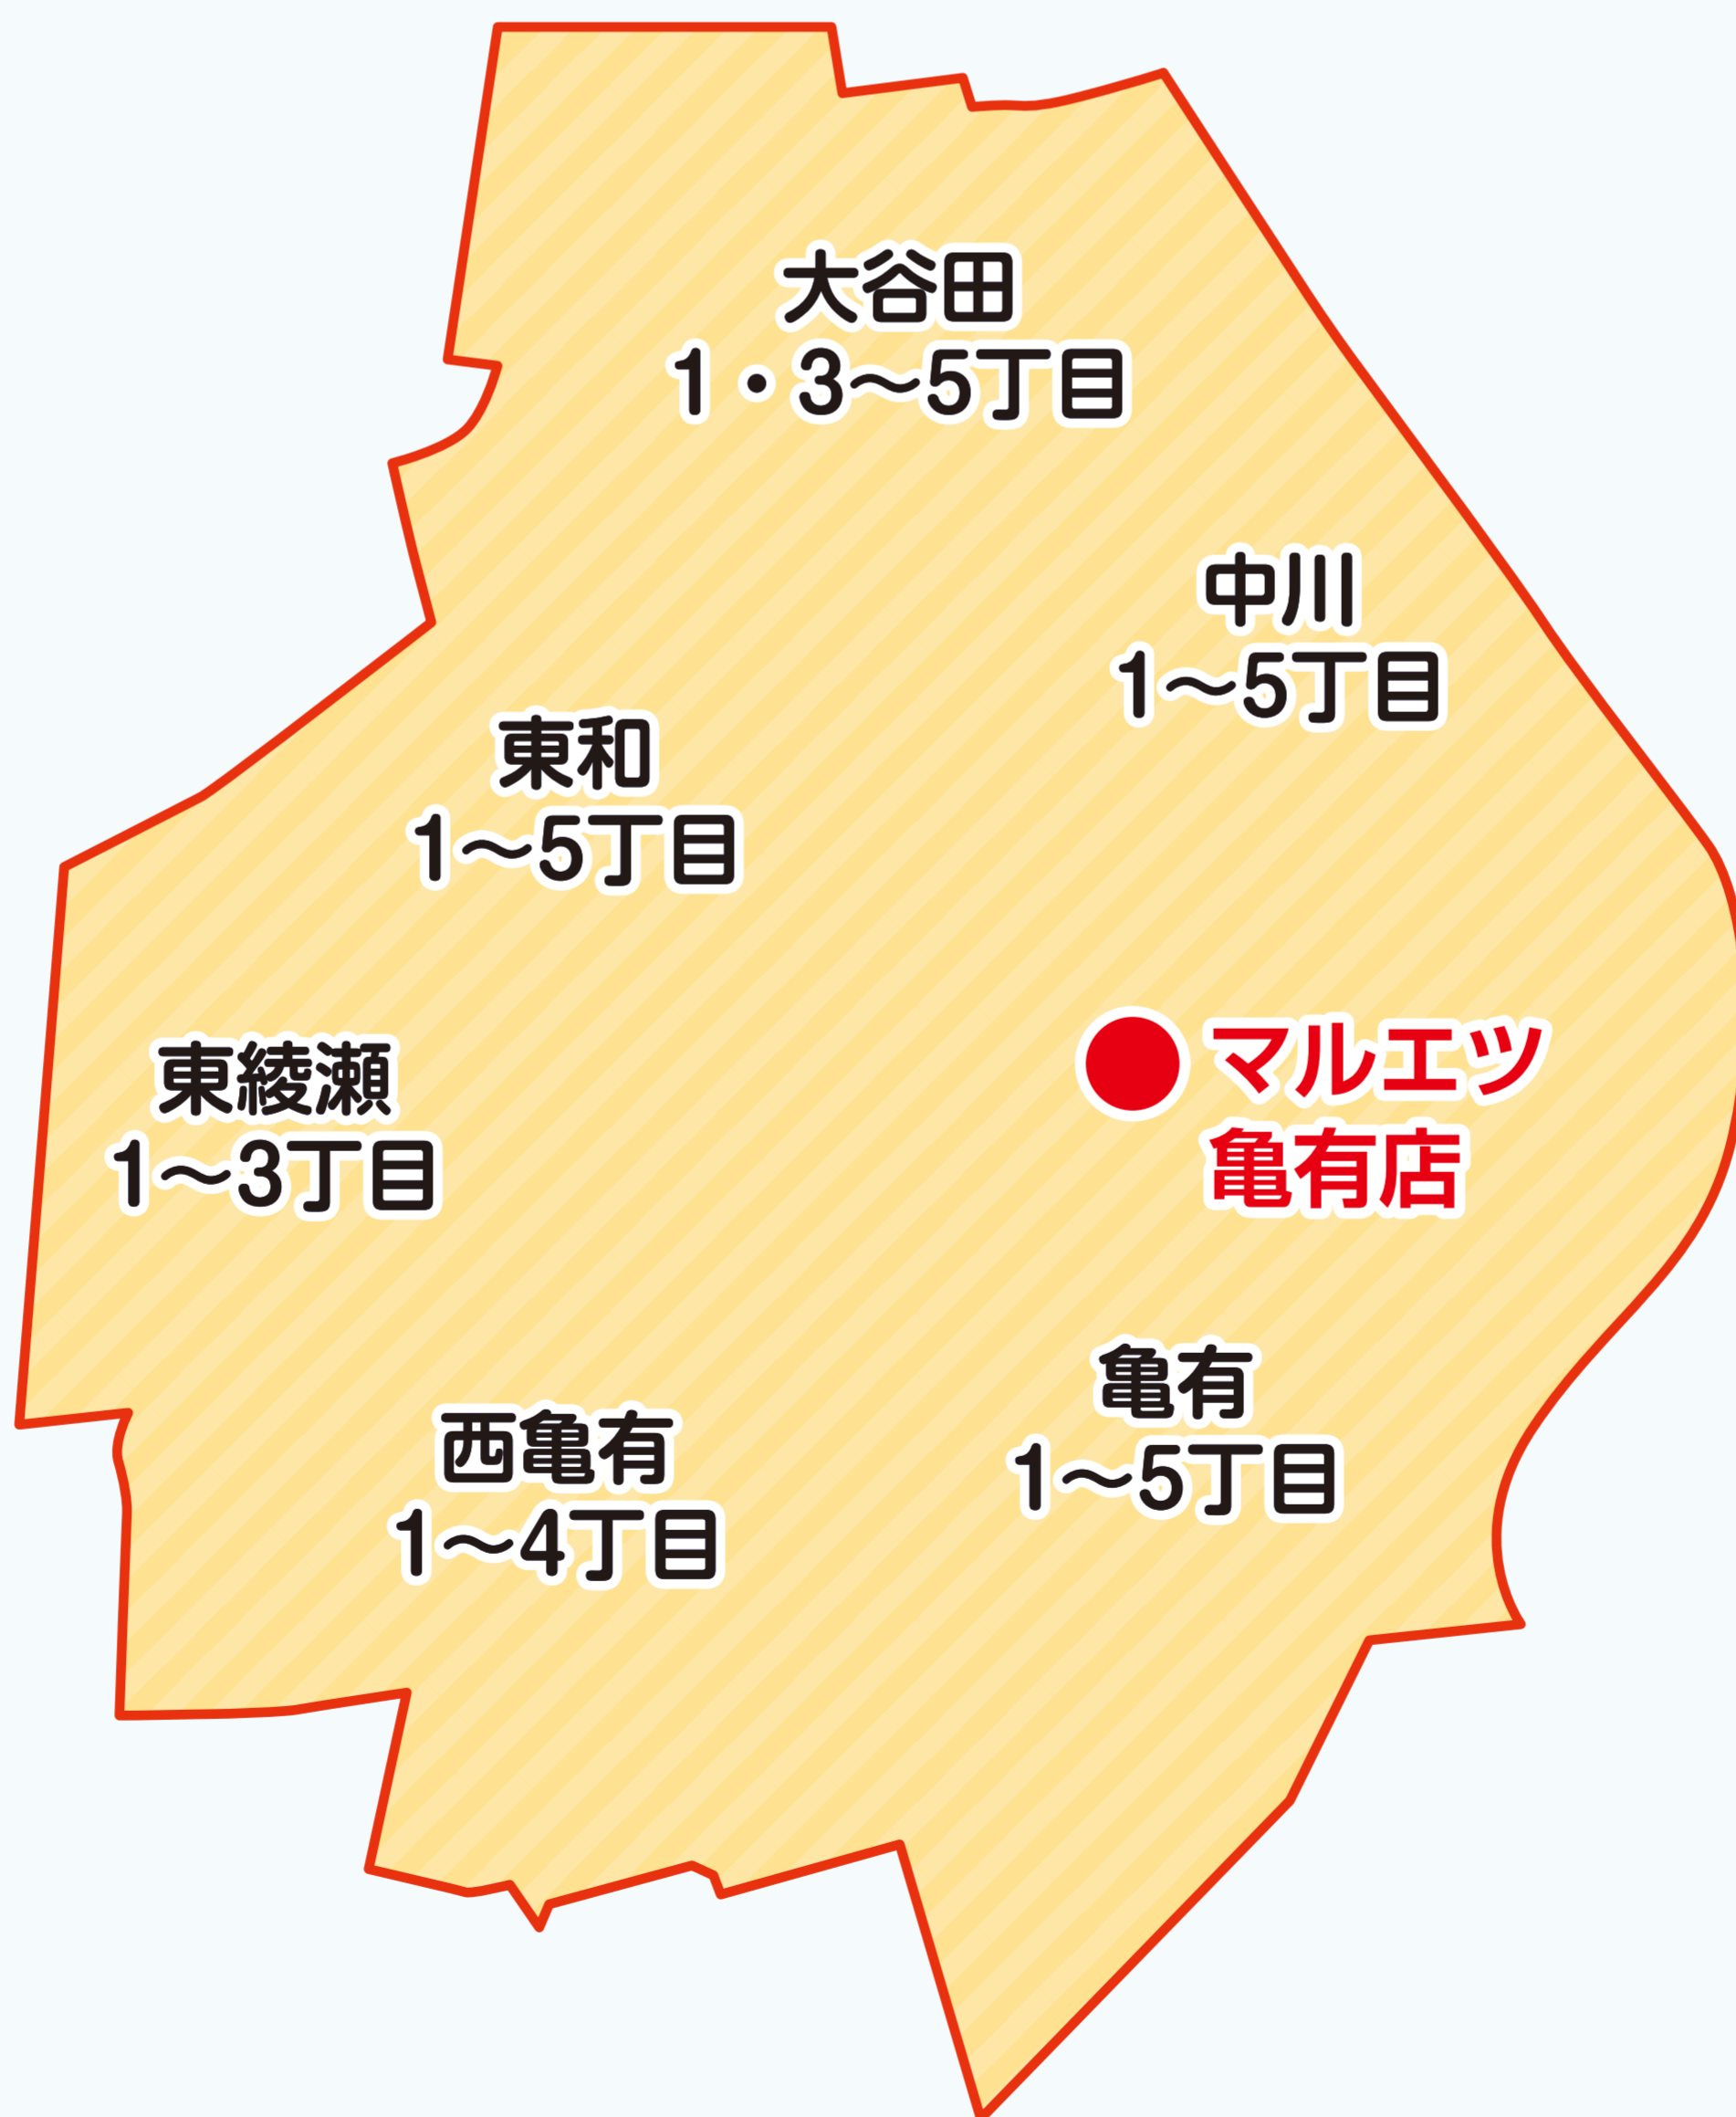 大谷田
1・3〜5丁目
中川
1〜5丁目
東和
1〜5丁目
マルエツ
亀有店
東綾瀬
1〜3丁目
亀有
1〜5丁目
西亀有
1〜4丁目